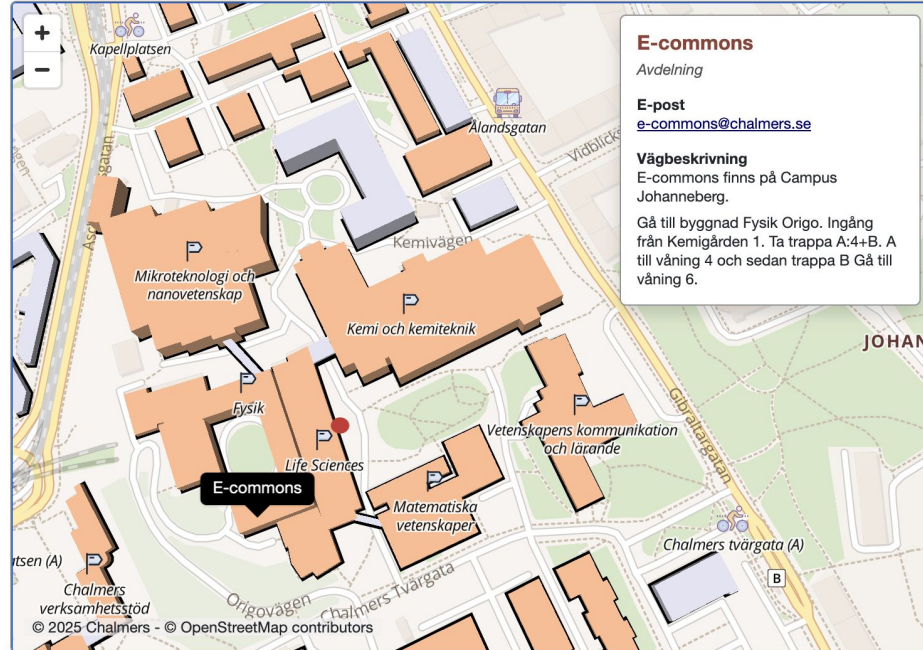 +
−
Kapellplatsen
Ålandsgatan
Kemivägen
Mikroteknologi och
nanovetenskap
Kemi och kemiteknik
Fysik
Life Sciences
E-commons
Vetenskapens kommunikation
och lärande
Matematiska
vetenskaper
Gibraltargatan
Chalmers tvärgata (A)
B
Chalmers
verksamhetsstöd
Origovägen
Chalmers Tvärgata
© 2025 Chalmers - © OpenStreetMap contributors
E-commons
Avdelning
E-post
e-commons@chalmers.se
Vägbeskrivning
E-commons finns på Campus
Johanneberg.
Gå till byggnad Fysik Origo. Ingång
från Kemigården 1. Ta trappa A:4+B. A
till våning 4 och sedan trappa B Gå till
våning 6.